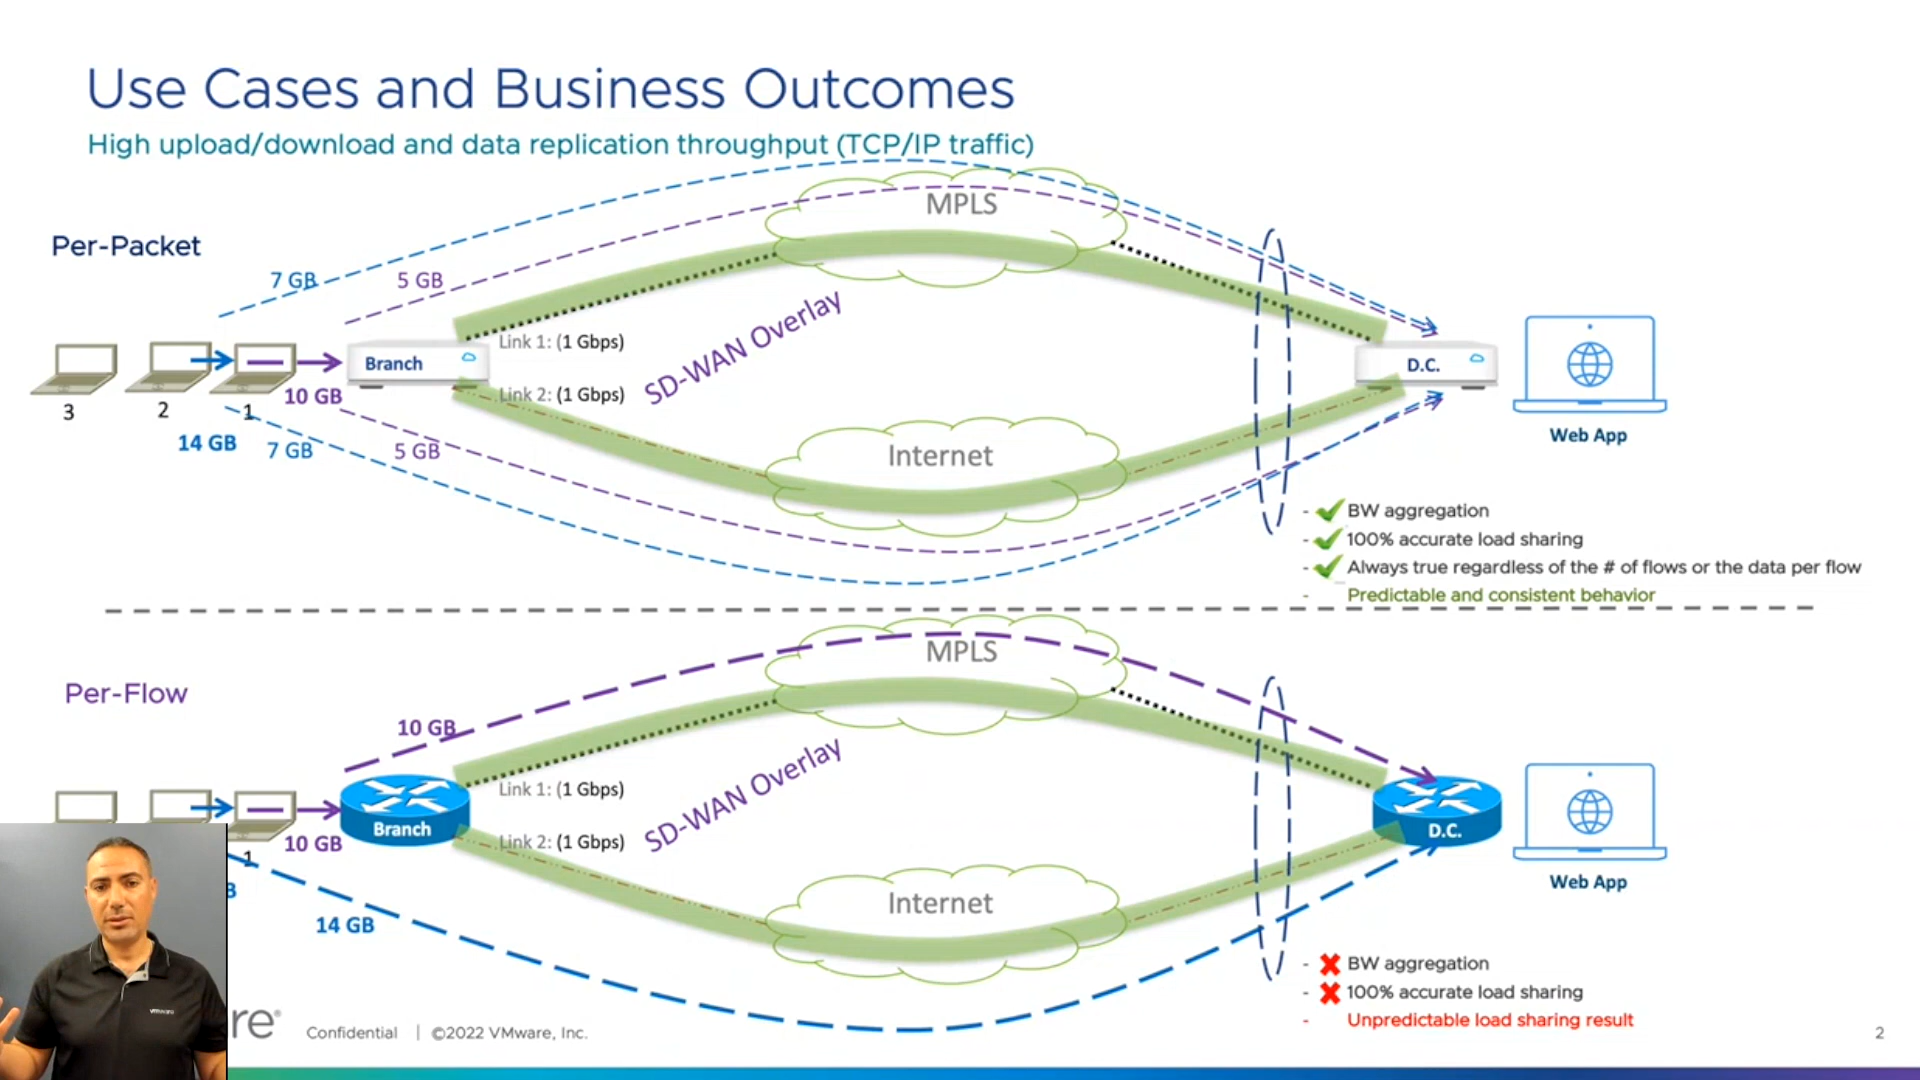 Use Cases and Business Outcomes
High upload/download and data replication throughput (TCP/IP traffic)
MPLS
Per-Packet
7 GB
5 GB
SD-WAN Overlay
Link 1: (1 Gbps)
Branch
D.C.
Link 2: (1 Gbps)
10 GB
3
2
1
14 GB
7 GB
5 GB
Internet
Web App
- BW aggregation
- 100% accurate load sharing
- Always true regardless of the # of flows or the data per flow
- Predictable and consistent behavior
MPLS
Per-Flow
10 GB
SD-WAN Overlay
Link 1: (1 Gbps)
Branch
D.C.
Link 2: (1 Gbps)
10 GB
1
B
14 GB
Internet
Web App
- BW aggregation
- 100% accurate load sharing
- Unpredictable load sharing result
vmware
re®
Confidential | ©2022 VMware, Inc.
2